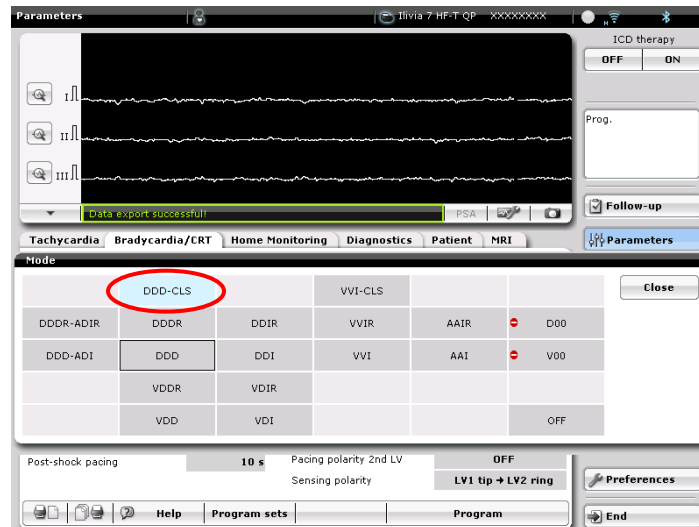 Parameters
Ilivia 7 HF-T QP XXXXXXXX
H
ICD therapy
OFF ON
I
II
III
Prog.
Data export successful!
PSA
Follow-up
Tachycardia Bradycardia/CRT Home Monitoring Diagnostics Patient MRI
Parameters
Mode
DDD-CLS VVI-CLS
Close
DDDR-ADIR DDDR DDIR VVIR AAIR D00
DDD-ADI DDD DDI VVI AAI V00
VDDR VDIR
VDD VDI OFF
Post-shock pacing 10 s Pacing polarity 2nd LV OFF
Sensing polarity LV1 tip → LV2 ring
Preferences
Help Program sets Program
End